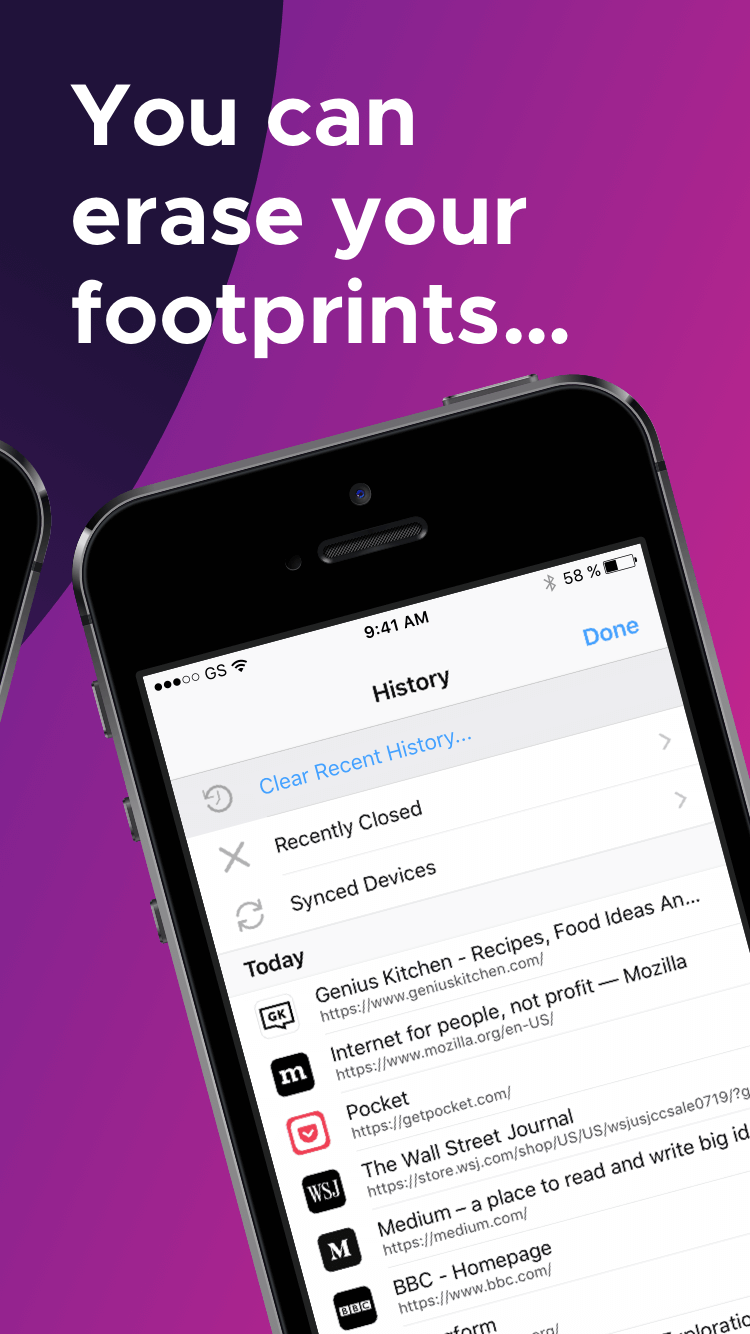 You can
erase your
footprints...
GS
9:41 AM
58 %
History
Done
Clear Recent History...
Recently Closed
Synced Devices
Today
GK
Genius Kitchen - Recipes, Food Ideas An...
https://www.geniuskitchen.com/
m
Internet for people, not profit — Mozilla
https://www.mozilla.org/en-US/
Pocket
https://getpocket.com/
WSJ
The Wall Street Journal
https://store.wsj.com/shop/US/US/wsjusjccsale0719/?g
M
Medium – a place to read and write big id
https://medium.com/
BBC
BBC - Homepage
https://www.bbc.com/